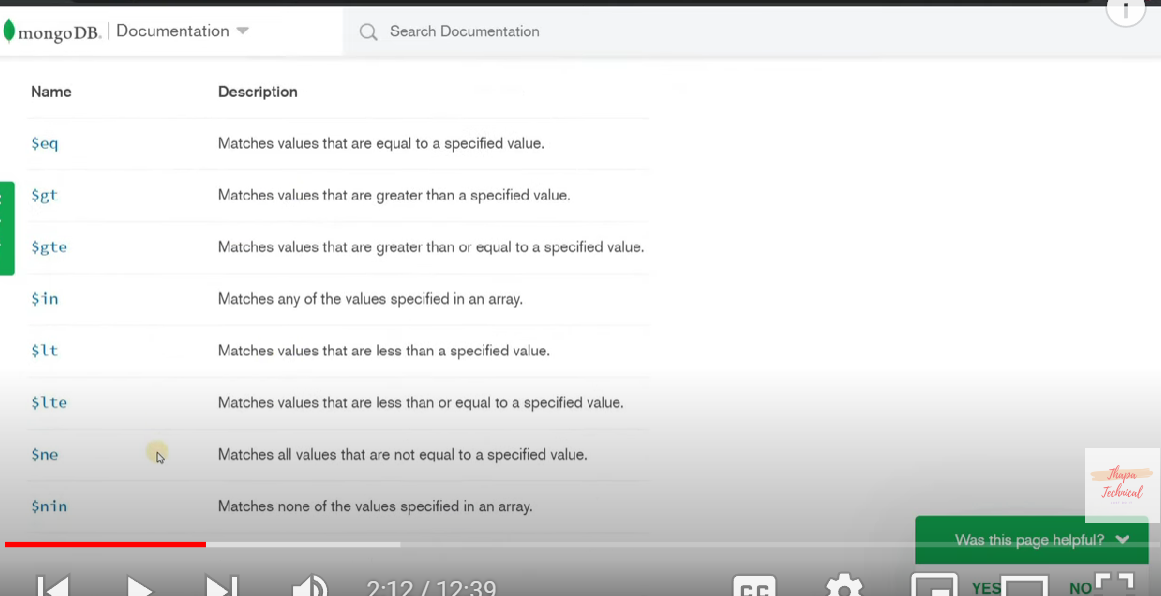 mongoDB. Documentation Search Documentation
Name Description
$eq Matches values that are equal to a specified value.
$gt Matches values that are greater than a specified value.
$gte Matches values that are greater than or equal to a specified value.
$in Matches any of the values specified in an array.
$lt Matches values that are less than a specified value.
$lte Matches values that are less than or equal to a specified value.
$ne Matches all values that are not equal to a specified value.
$nin Matches none of the values specified in an array.
Thapa
Technical
Was this page helpful?
2:12 / 12:39 CC YES NO